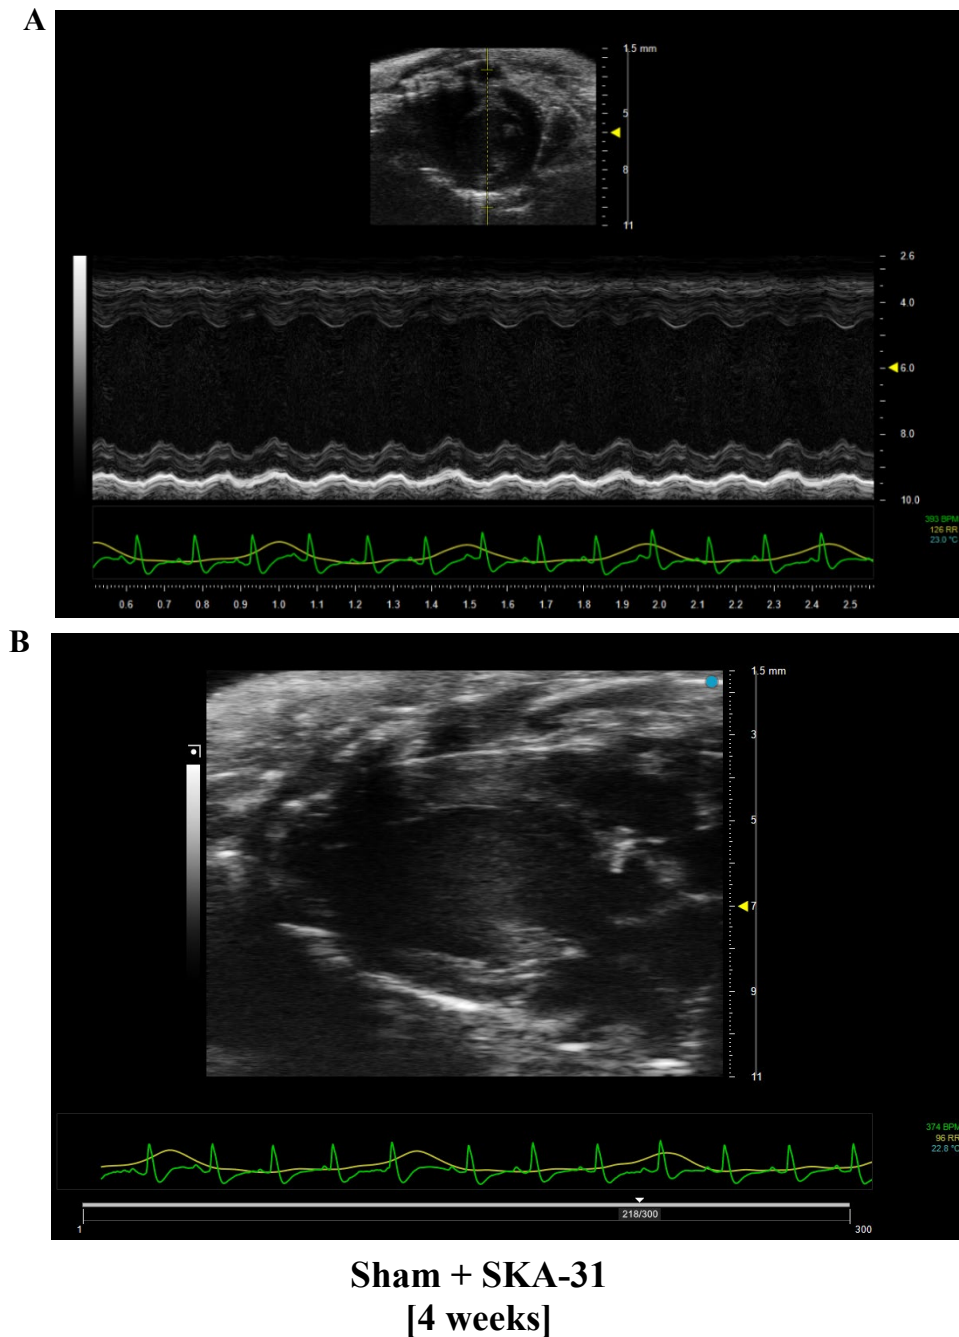 A
1.5 mm
5
8
11
2.6
4.0
6.0
8.0
10.0
393 BPM
126 RR
23.0 °C
0.6 0.7 0.8 0.9 1.0 1.1 1.2 1.3 1.4 1.5 1.6 1.7 1.8 1.9 2.0 2.1 2.2 2.3 2.4 2.5
B
1.5 mm
3
5
7
9
11
374 BPM
96 RR
22.8 °C
218/300
1 300
Sham + SKA-31
[4 weeks]